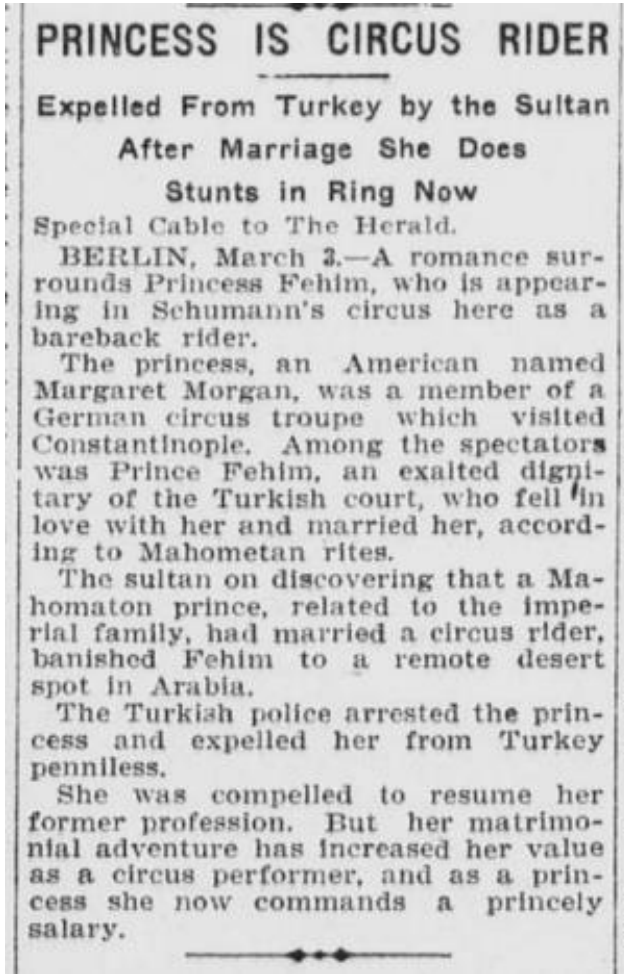 PRINCESS IS CIRCUS RIDER
Expelled From Turkey by the Sultan
After Marriage She Does
Stunts in Ring Now
Special Cable to The Herald.
BERLIN, March 3.—A romance sur-
rounds Princess Fehim, who is appear-
ing in Schumann's circus here as a
bareback rider.
The princess, an American named
Margaret Morgan, was a member of a
German circus troupe which visited
Constantinople. Among the spectators
was Prince Fehim, an exalted digni-
tary of the Turkish court, who fell in
love with her and married her, accord-
ing to Mahometan rites.
The sultan on discovering that a Ma-
homaton prince, related to the impe-
rial family, had married a circus rider,
banished Fehim to a remote desert
spot in Arabia.
The Turkish police arrested the prin-
cess and expelled her from Turkey
penniless.
She was compelled to resume her
former profession. But her matrimo-
nial adventure has increased her value
as a circus performer, and as a prin-
cess she now commands a princely
salary.